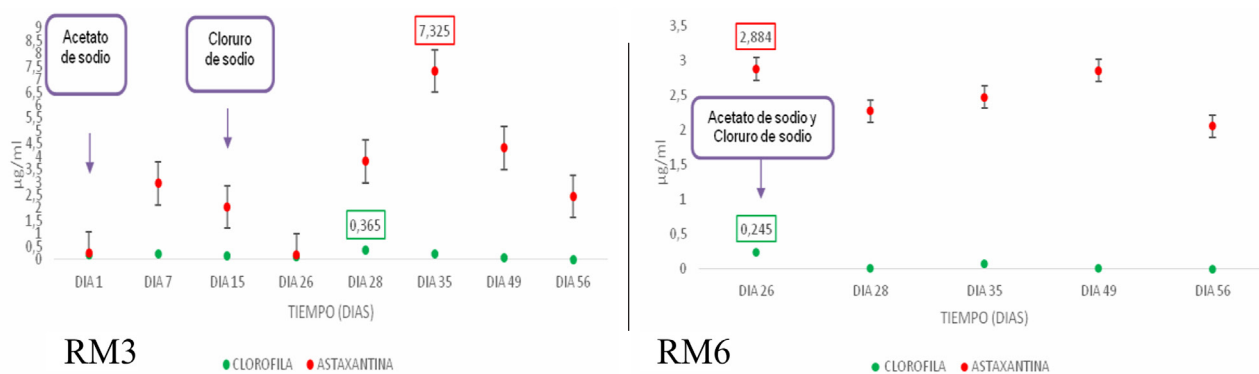 9
8,5
8
7,5
7
6,5
6
5,5
5
4,5
4
3,5
3
2,5
2
1,5
1
0,5
0
µg/ml
Acetato
de sodio
Cloruro
de sodio
7,325
0,365
DIA 1 DIA 7 DIA 15 DIA 26 DIA 28 DIA 35 DIA 49 DIA 56
TIEMPO (DIAS)
RM3
CLOROFILA ASTAXANTINA
3,5
3
2,5
2
1,5
1
0,5
0
µg/ml
2,884
Acetato de sodio y
Cloruro de sodio
0,245
DIA 26 DIA 28 DIA 35 DIA 49 DIA 56
TIEMPO (DIAS)
RM6
CLOROFILA ASTAXANTINA